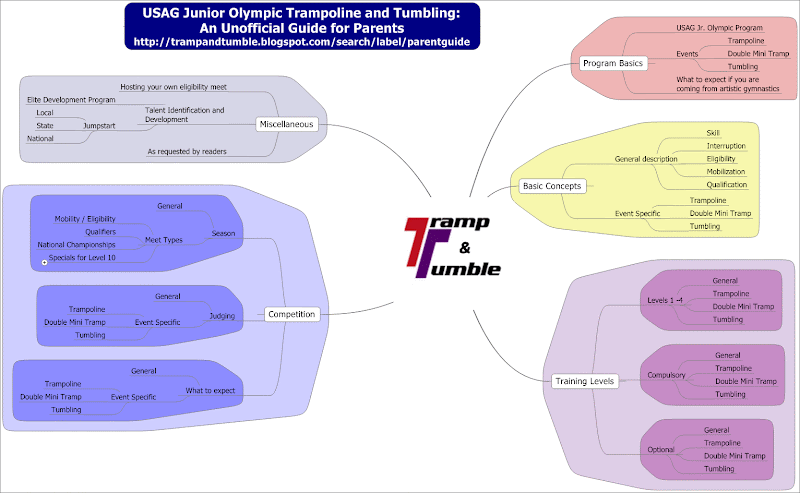 USAG Junior Olympic Trampoline and Tumbling:
An Unofficial Guide for Parents
http://trampandtumble.blogspot.com/search/label/parentguide
Tramp
&
Tumble
Program Basics
USAG Jr. Olympic Program
Events
Trampoline
Double Mini Tramp
Tumbling
What to expect if you are
coming from artistic gymnastics
Basic Concepts
General description
Skill
Interruption
Eligibility
Mobilization
Qualification
Event Specific
Trampoline
Double Mini Tramp
Tumbling
Training Levels
Levels 1 -4
General
Trampoline
Double Mini Tramp
Tumbling
Compulsory
General
Trampoline
Double Mini Tramp
Tumbling
Optional
General
Trampoline
Double Mini Tramp
Tumbling
Miscellaneous
Hosting your own eligibility meet
Talent Identification and
Development
Elite Development Program
Jumpstart
Local
State
National
As requested by readers
Competition
Season
General
Meet Types
Mobility / Eligibility
Qualifiers
National Championships
Specials for Level 10
Judging
General
Event Specific
Trampoline
Double Mini Tramp
Tumbling
What to expect
General
Event Specific
Trampoline
Double Mini Tramp
Tumbling